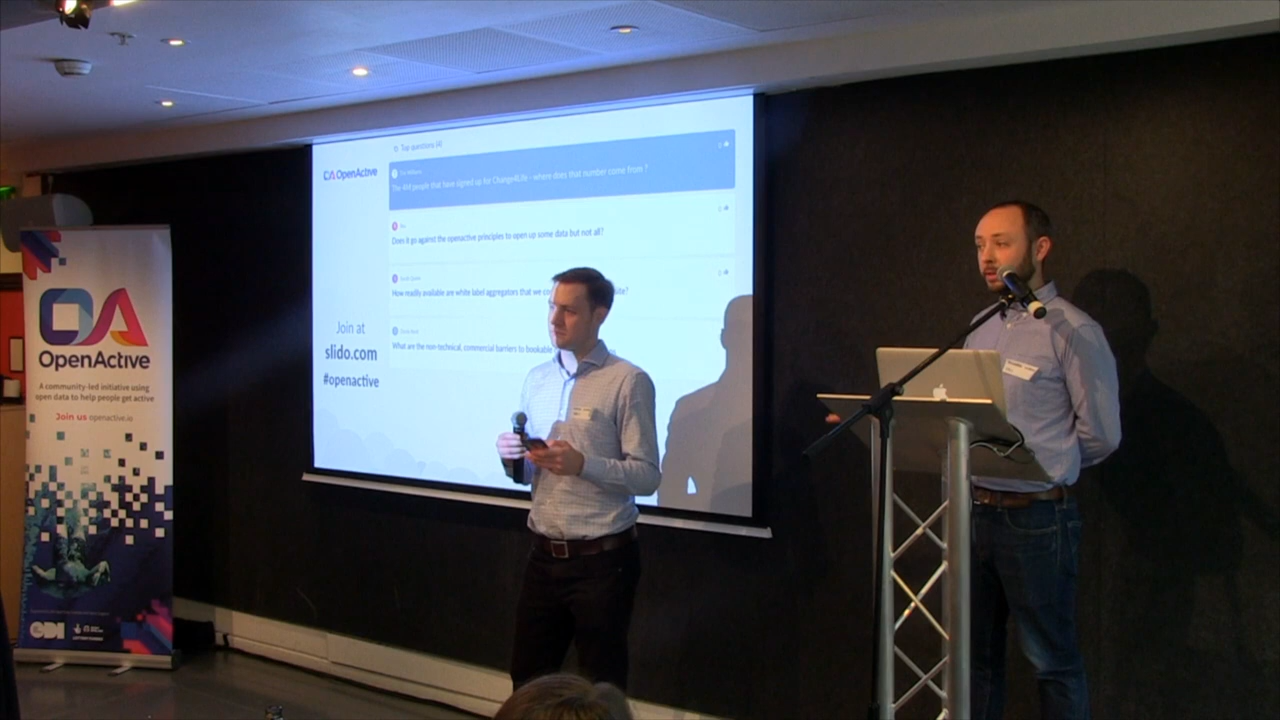 OpenActive
Top questions (4)
The 4M people that have signed up for Change4Life - where does that number come from ?
Does it go against the openactive principles to open up some data but not all?
How readily available are white label aggregators that we
What are the non-technical, commercial barriers to bookable
Join at
slido.com
#openactive
OA
OpenActive
A community-led initiative using
open data to help people get active
Join us openactive.io
ODI